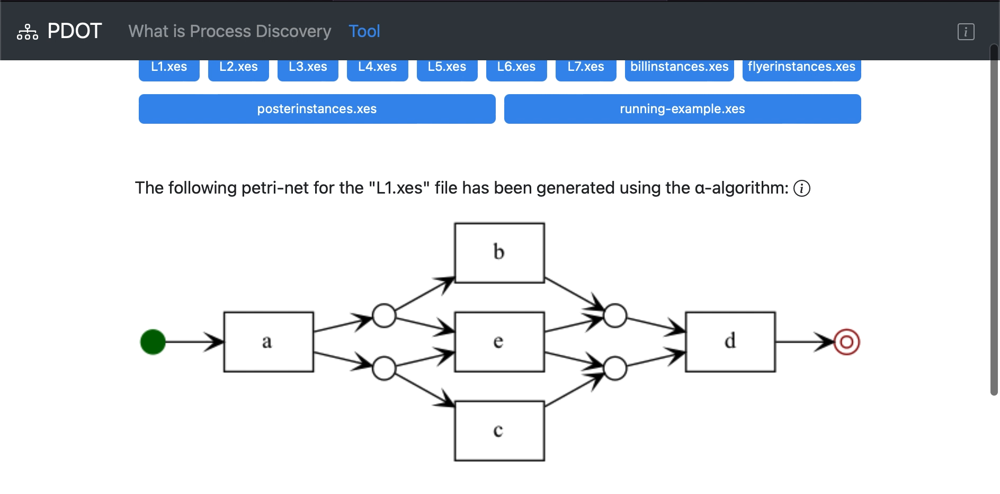 PDOT What is Process Discovery Tool i
L1.xes L2.xes L3.xes L4.xes L5.xes L6.xes L7.xes billinstances.xes flyerinstances.xes
posterinstances.xes running-example.xes
The following petri-net for the "L1.xes" file has been generated using the α-algorithm: i
b
a e d
c